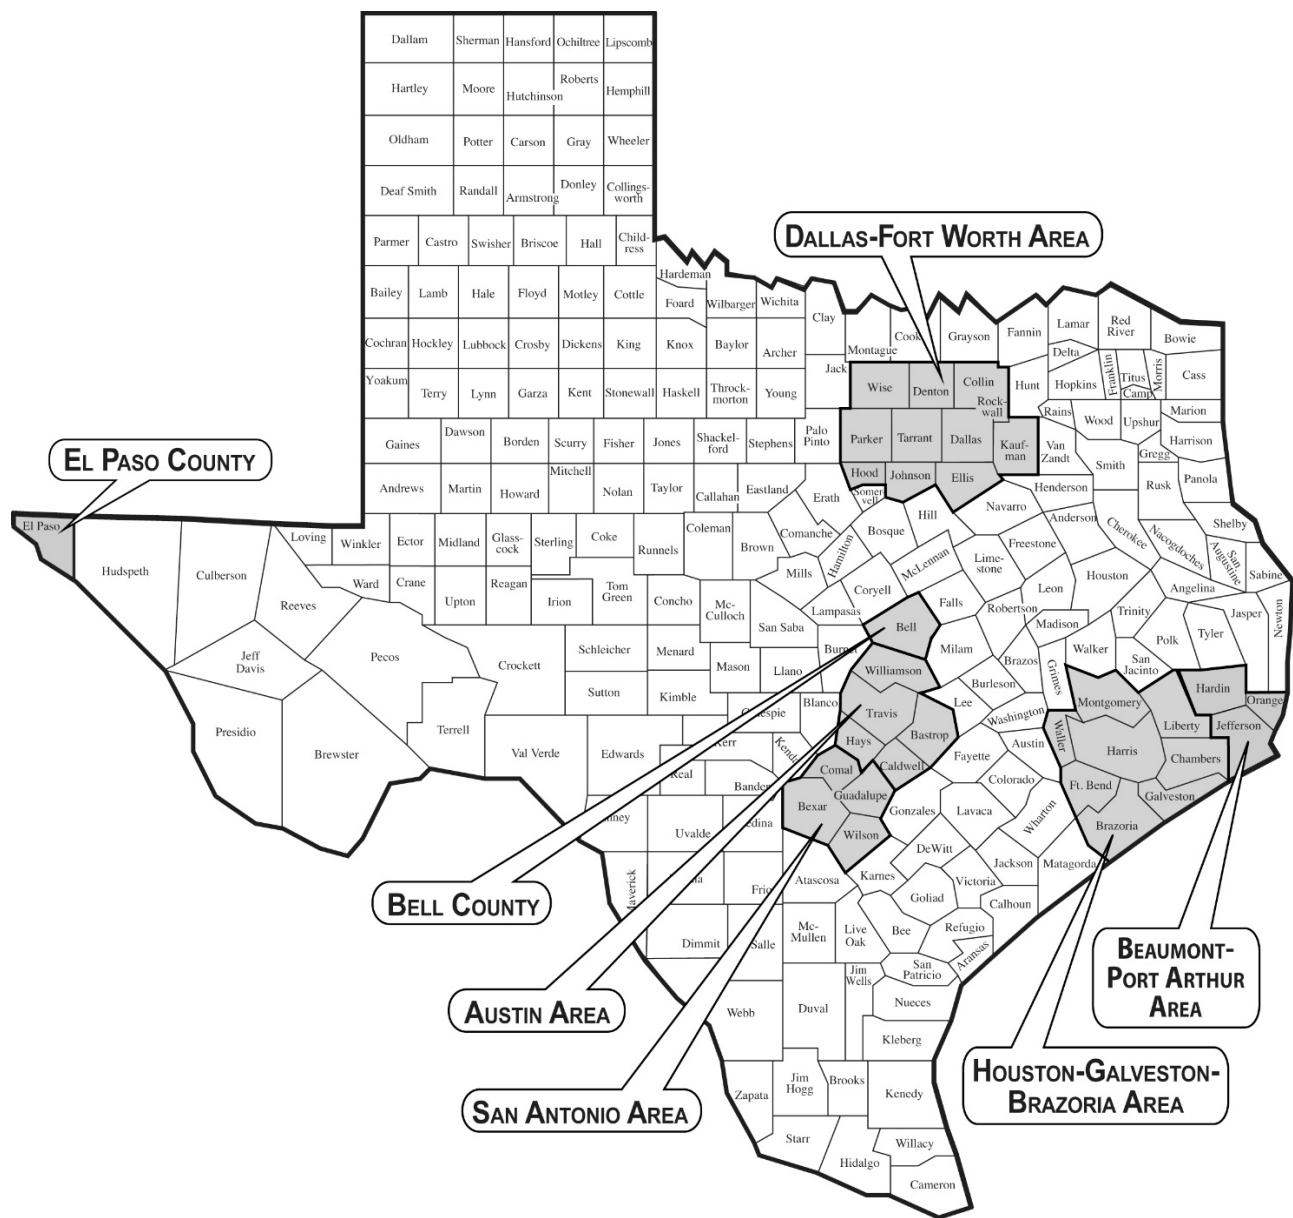 Dallam
Sherman
Hansford
Ochiltree
Lipscomb
Hartley
Moore
Hutchinson
Roberts
Hemphill
Oldham
Potter
Carson
Gray
Wheeler
Deaf Smith
Randall
Armstrong
Donley
Collings-
worth
Parmer
Castro
Swisher
Briscoe
Hall
Child-
ress
DALLAS-FORT WORTH AREA
Bailey
Lamb
Hale
Floyd
Motley
Cottle
Hardeman
Foard
Wilbarger
Wichita
Clay
Montague
Cook
Grayson
Fannin
Lamar
Red
River
Bowie
Cochran
Hockley
Lubbock
Crosby
Dickens
King
Knox
Baylor
Archer
Jack
Wise
Denton
Collin
Rock-
wall
Hunt
Delta
Hopkins
Franklin
Titus
Camp
Morris
Cass
Yoakum
Terry
Lynn
Garza
Kent
Stonewall
Haskell
Throck-
morton
Young
Rains
Wood
Upshur
Marion
Harrison
Gregg
Gaines
Dawson
Borden
Scurry
Fisher
Jones
Shackel-
ford
Stephens
Palo
Pinto
Parker
Tarrant
Dallas
Kauf-
man
Van
Zandt
Smith
Rusk
Panola
EL PASO COUNTY
Andrews
Martin
Howard
Mitchell
Nolan
Taylor
Callahan
Eastland
Erath
Hood
Somer
vell
Johnson
Ellis
Henderson
Navarro
Hill
Bosque
Anderson
Cherokee
Nacogdoches
Shelby
San
Augustine
Sabine
El Paso
Hudspeth
Culberson
Loving
Winkler
Ector
Midland
Glass-
cock
Sterling
Coke
Runnels
Coleman
Brown
Comanche
Hamilton
Mills
McLennan
Lime-
stone
Freestone
Leon
Houston
Angelina
Reeves
Ward
Crane
Upton
Reagan
Irion
Tom
Green
Concho
Mc-
Culloch
San Saba
Lampasas
Coryell
Falls
Robertson
Madison
Trinity
Polk
Tyler
Jasper
Newton
Jeff
Davis
Pecos
Crockett
Schleicher
Menard
Mason
Llano
Burnet
Bell
Milam
Brazos
Grimes
Walker
San
Jacinto
Presidio
Brewster
Terrell
Val Verde
Sutton
Kimble
Edwards
Kerr
Real
Blanco
Williamson
Travis
Hays
Bastrop
Caldwell
Lee
Burleson
Washington
Fayette
Austin
Waller
Montgomery
Liberty
Hardin
Orange
Jefferson
Harris
Chambers
Ft. Bend
Galveston
Brazoria
Uvalde
Comal
Guadalupe
Bexar
Wilson
Gonzales
Lavaca
Colorado
Wharton
DeWitt
Jackson
Matagorda
BELL COUNTY
Maverick
Atascosa
Karnes
Goliad
Victoria
Calhoun
Dimmit
Mc-
Mullen
Live
Oak
Bee
Refugio
Aransas
San
Patricio
BEAUMONT-
PORT ARTHUR
AREA
AUSTIN AREA
Webb
Duval
Jim
Wells
Nueces
Kleberg
HOUSTON-GALVESTON-
BRAZORIA AREA
SAN ANTONIO AREA
Zapata
Jim
Hogg
Brooks
Kenedy
Starr
Hidalgo
Willacy
Cameron